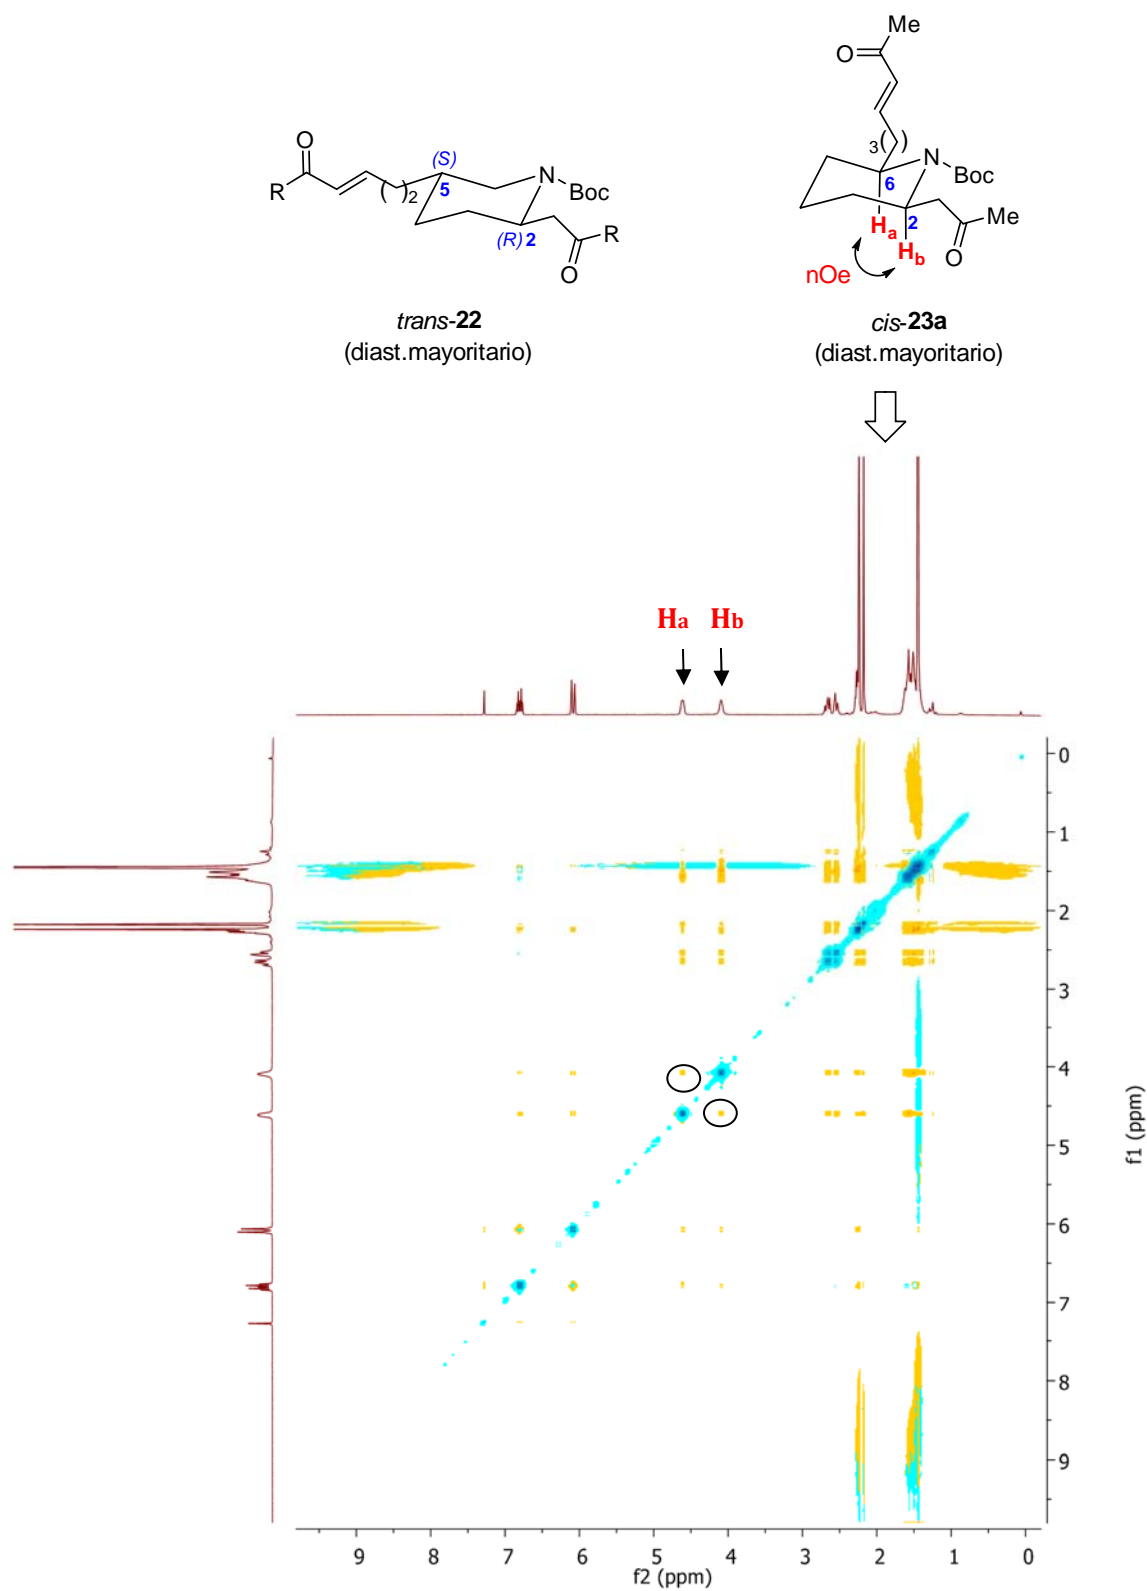 Me
O
3( )
N
Boc
6
2
Me
Ha
Hb
O
nOe
O
R
(S)
5
( )2
N
Boc
(R) 2
R
O
trans-22
(diast.mayoritario)
cis-23a
(diast.mayoritario)
Ha Hb
0
1
2
3
4
5
6
7
8
9
f1 (ppm)
9 8 7 6 5 4 3 2 1 0
f2 (ppm)